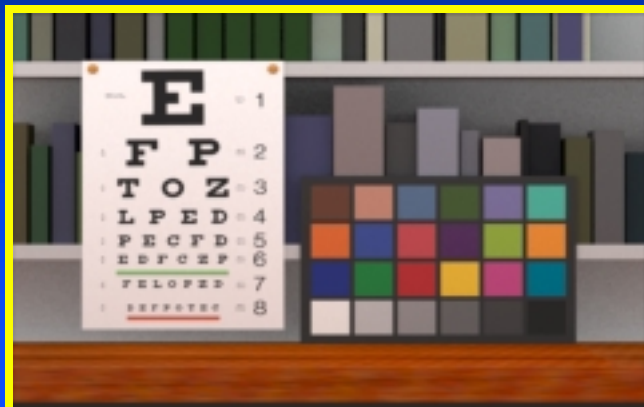 E 1
F P 2
T O Z 3
L P E D 4
P E C F D 5
E D F C Z P 6
F E L O P Z D 7
D E F P O T E C 8